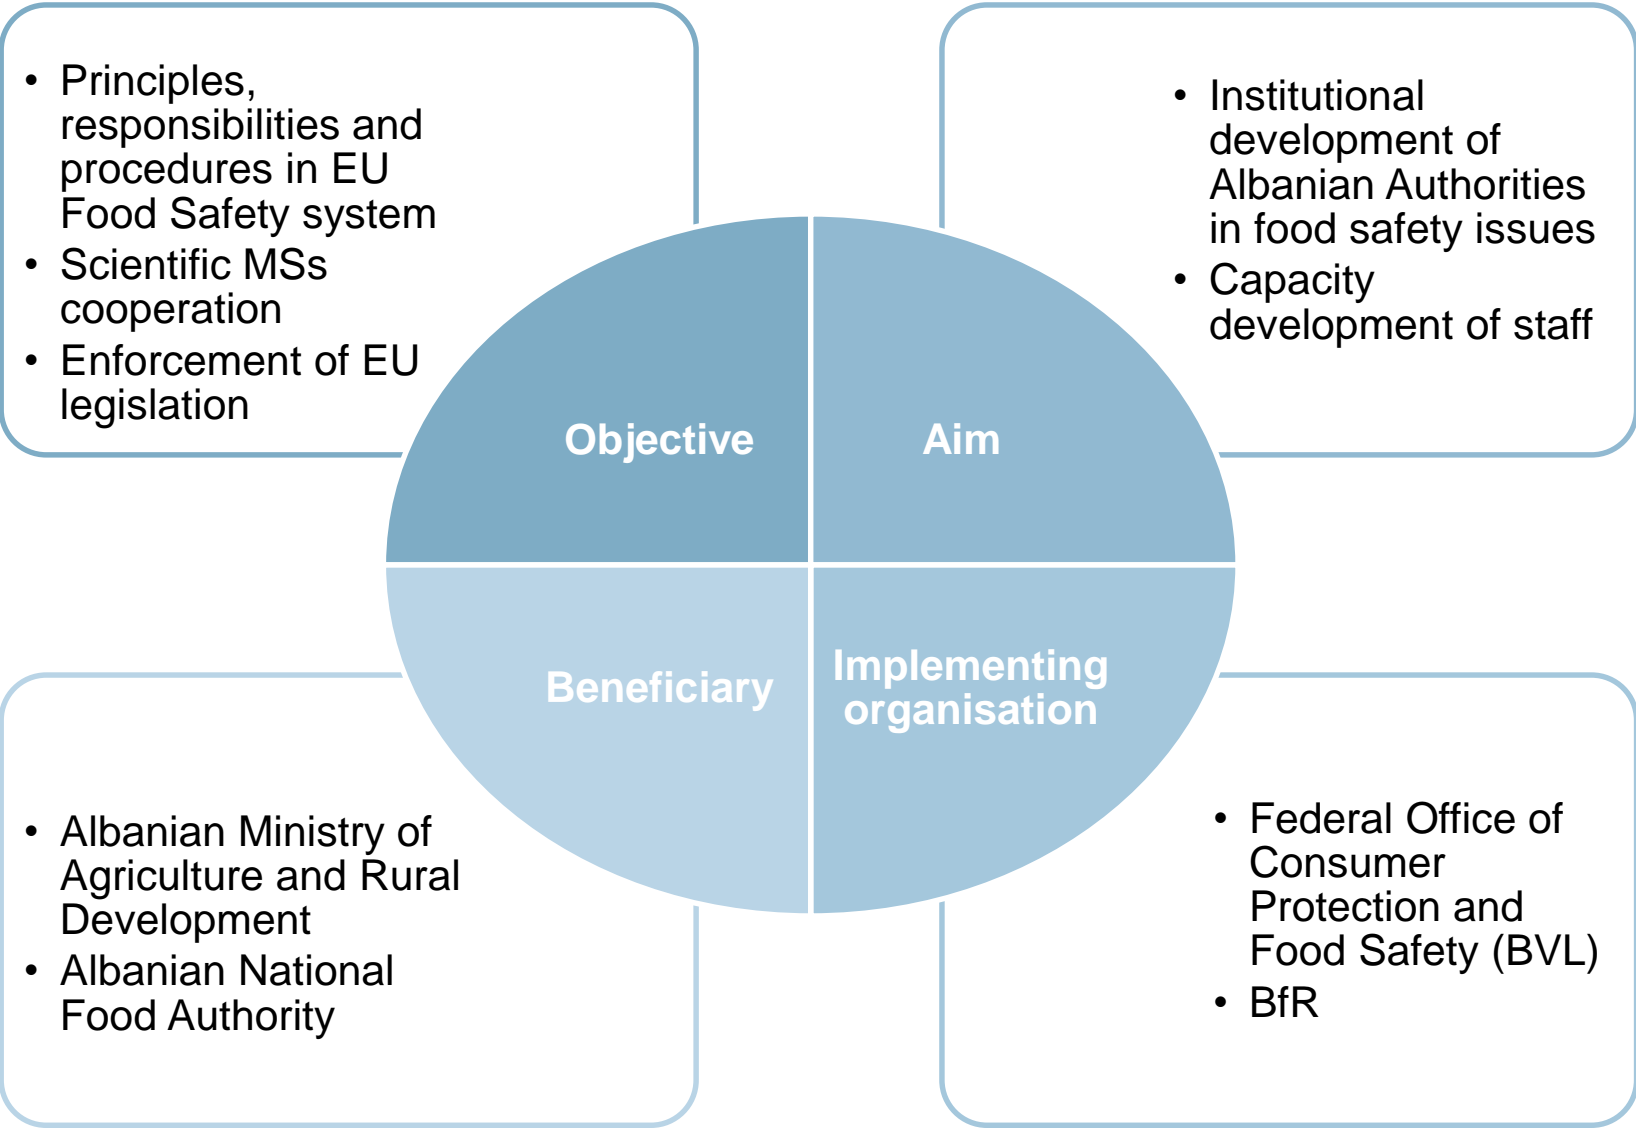 • Principles,
responsibilities and
procedures in EU
Food Safety system
• Scientific MSs
cooperation
• Enforcement of EU
legislation
• Institutional
development of
Albanian Authorities
in food safety issues
• Capacity
development of staff
Objective
Aim
Beneficiary
Implementing
organisation
• Albanian Ministry of
Agriculture and Rural
Development
• Albanian National
Food Authority
• Federal Office of
Consumer
Protection and
Food Safety (BVL)
• BfR